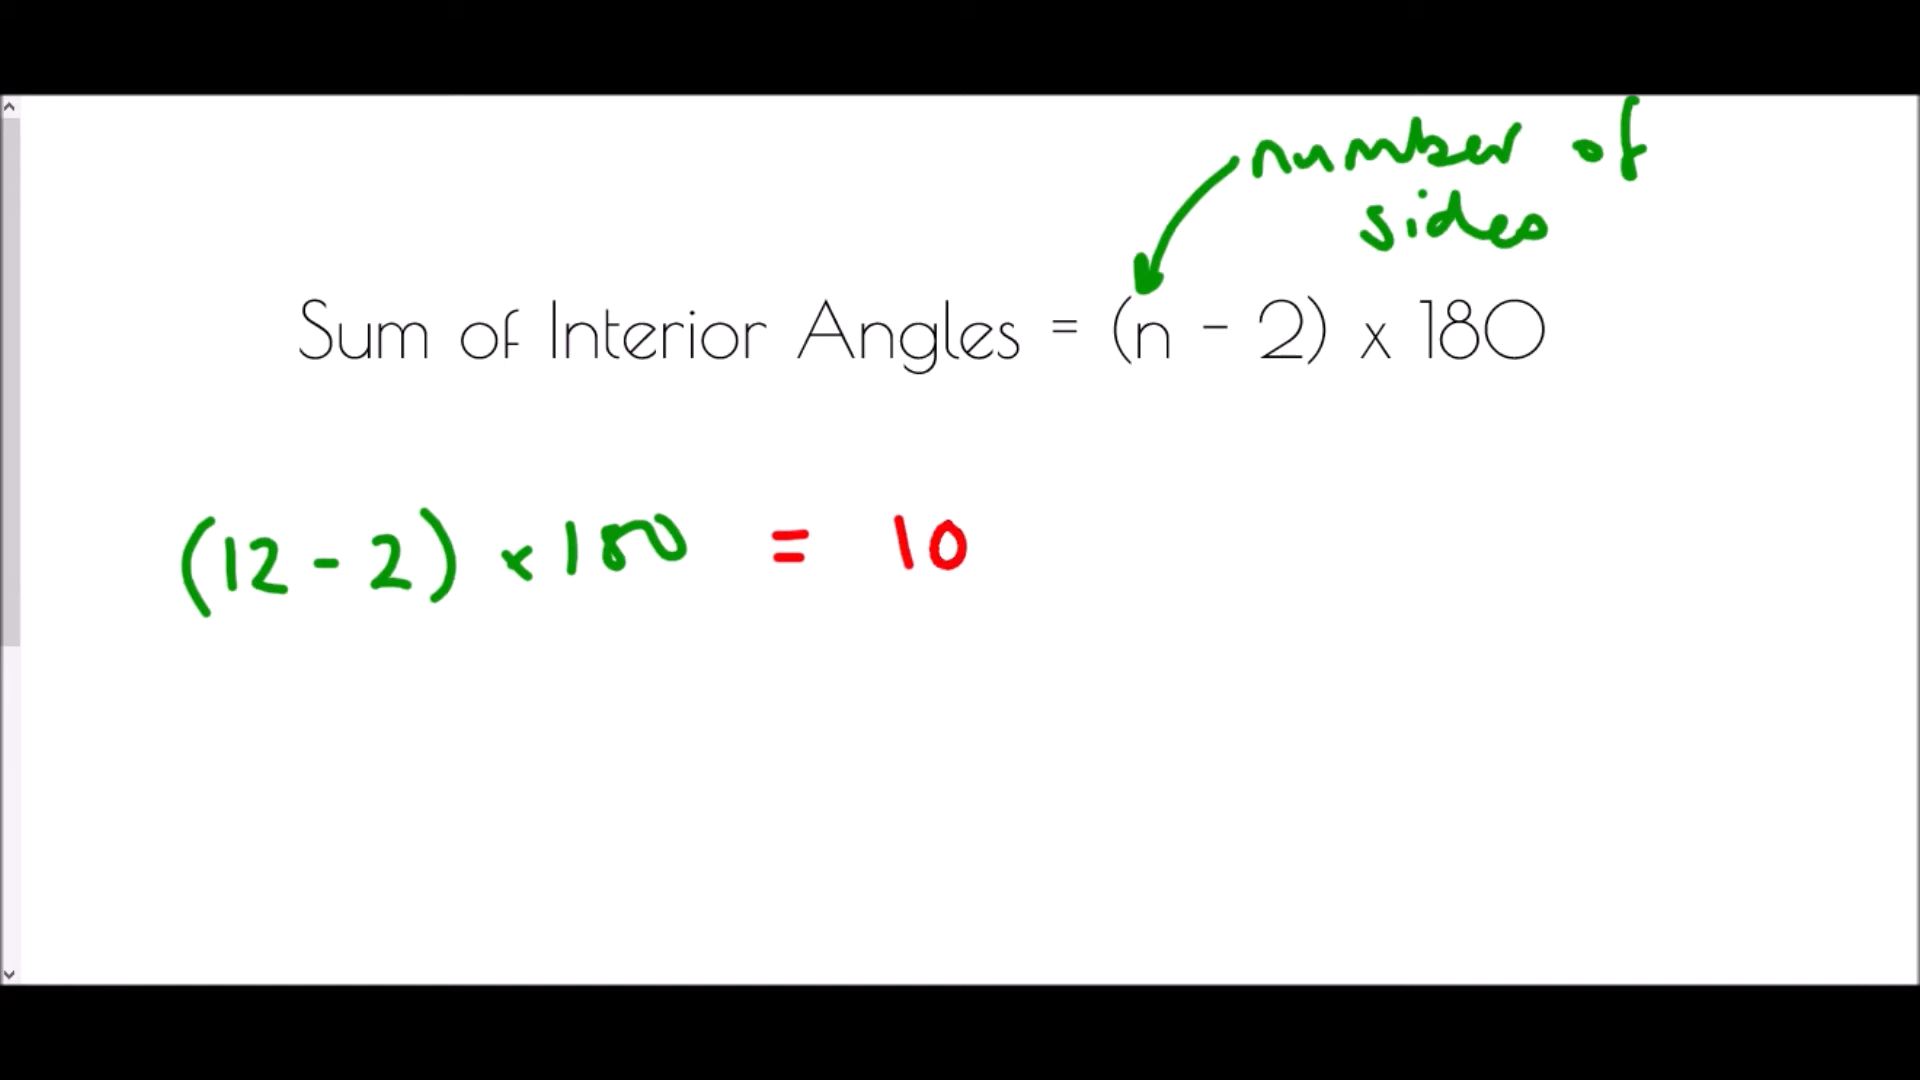 number of
sides
Sum of Interior Angles = (n - 2) x 180
(12 - 2) × 180 = 10